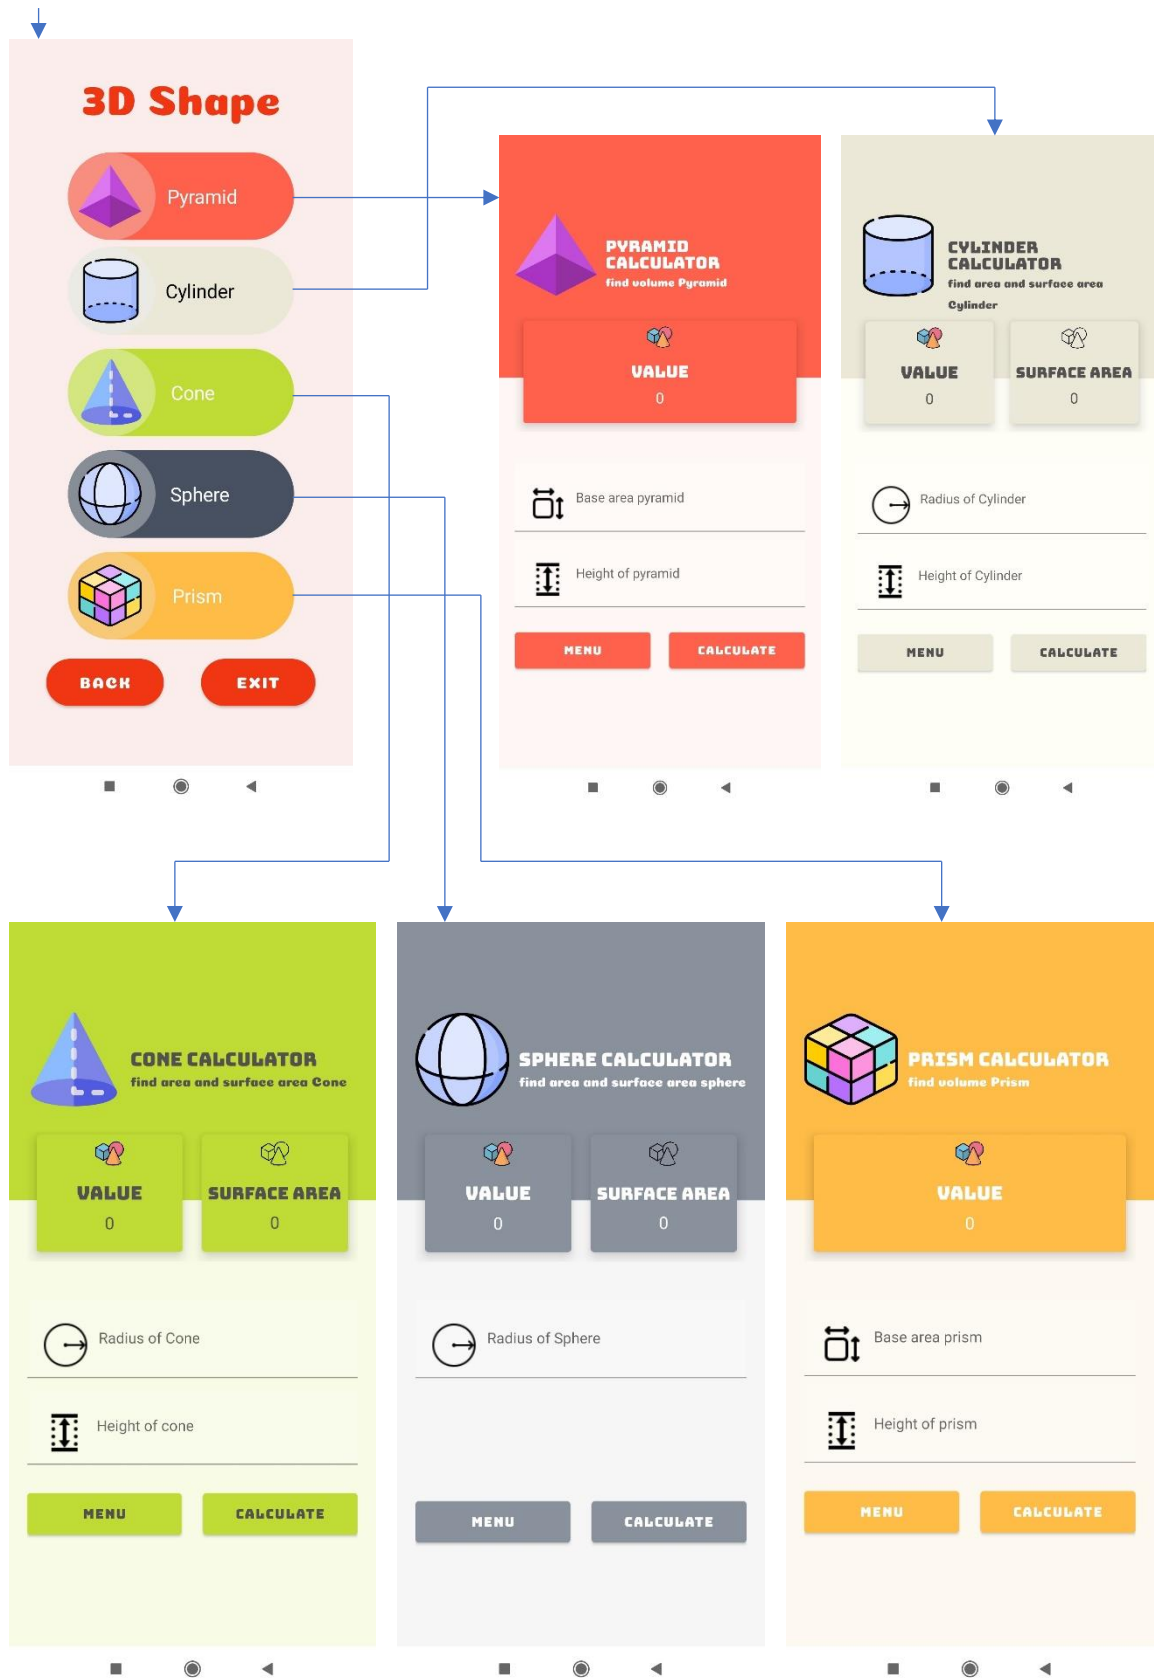 3D Shape
Pyramid
Cylinder
Cone
Sphere
Prism
BACK
EXIT
PYRAMID
CALCULATOR
find volume Pyramid
VALUE
0
Base area pyramid
Height of pyramid
MENU
CALCULATE
CYLINDER
CALCULATOR
find area and surface area
Cylinder
VALUE
0
SURFACE AREA
0
Radius of Cylinder
Height of Cylinder
MENU
CALCULATE
CONE CALCULATOR
find area and surface area Cone
VALUE
0
SURFACE AREA
0
Radius of Cone
Height of cone
MENU
CALCULATE
SPHERE CALCULATOR
find area and surface area sphere
VALUE
0
SURFACE AREA
0
Radius of Sphere
MENU
CALCULATE
PRISM CALCULATOR
find volume Prism
VALUE
0
Base area prism
Height of prism
MENU
CALCULATE